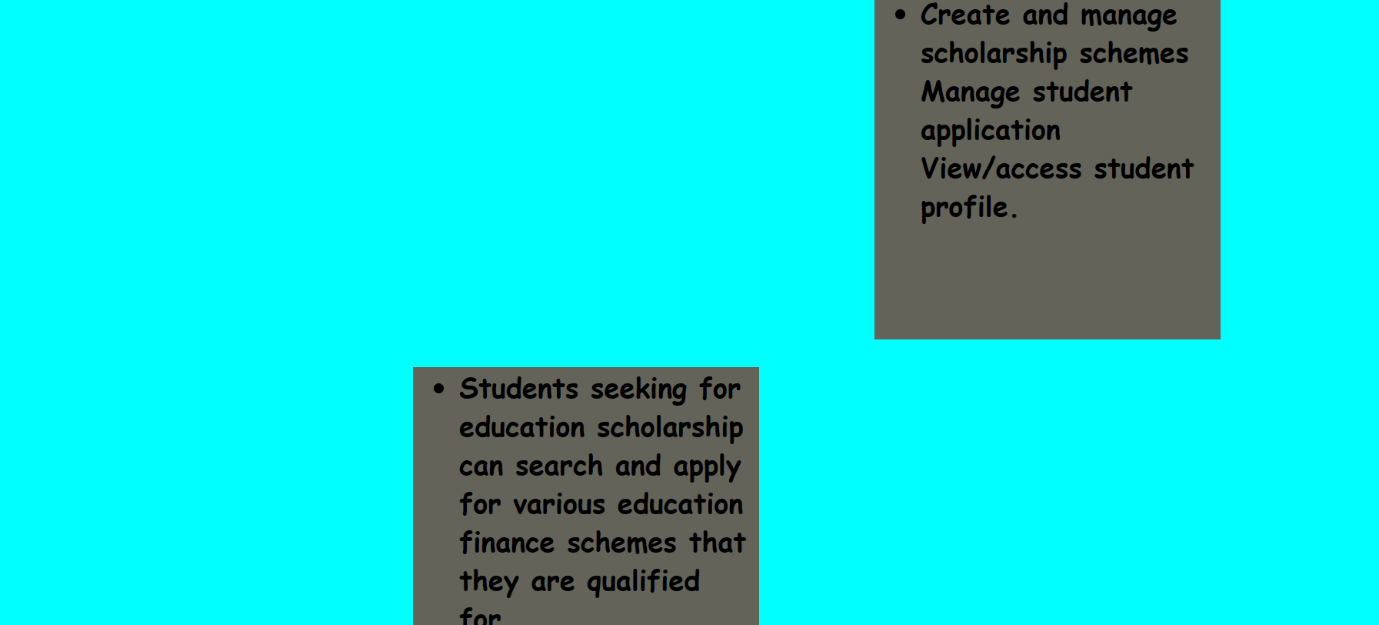 • Create and manage
scholarship schemes
Manage student
application
View/access student
profile.
• Students seeking for
education scholarship
can search and apply
for various education
finance schemes that
they are qualified
for